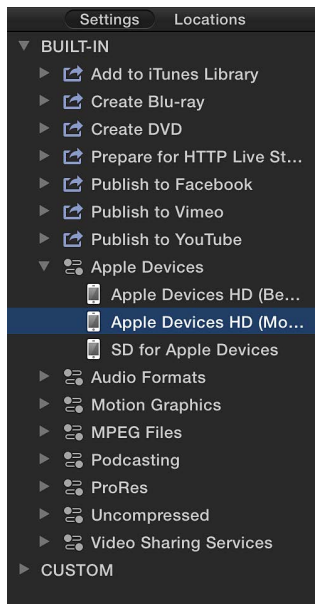 Settings Locations
BUILT-IN
Add to iTunes Library
Create Blu-ray
Create DVD
Prepare for HTTP Live St...
Publish to Facebook
Publish to Vimeo
Publish to YouTube
Apple Devices
Apple Devices HD (Be...
Apple Devices HD (Mo...
SD for Apple Devices
Audio Formats
Motion Graphics
MPEG Files
Podcasting
ProRes
Uncompressed
Video Sharing Services
CUSTOM